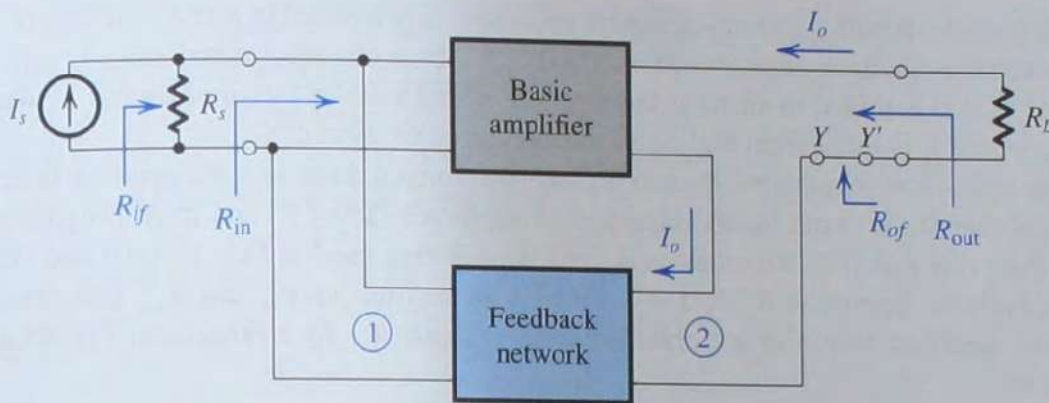 I_o
I_s
R_s
Basic
amplifier
R_L
Y Y'
R_if
R_in
I_o
R_of
R_out
1
Feedback
network
2